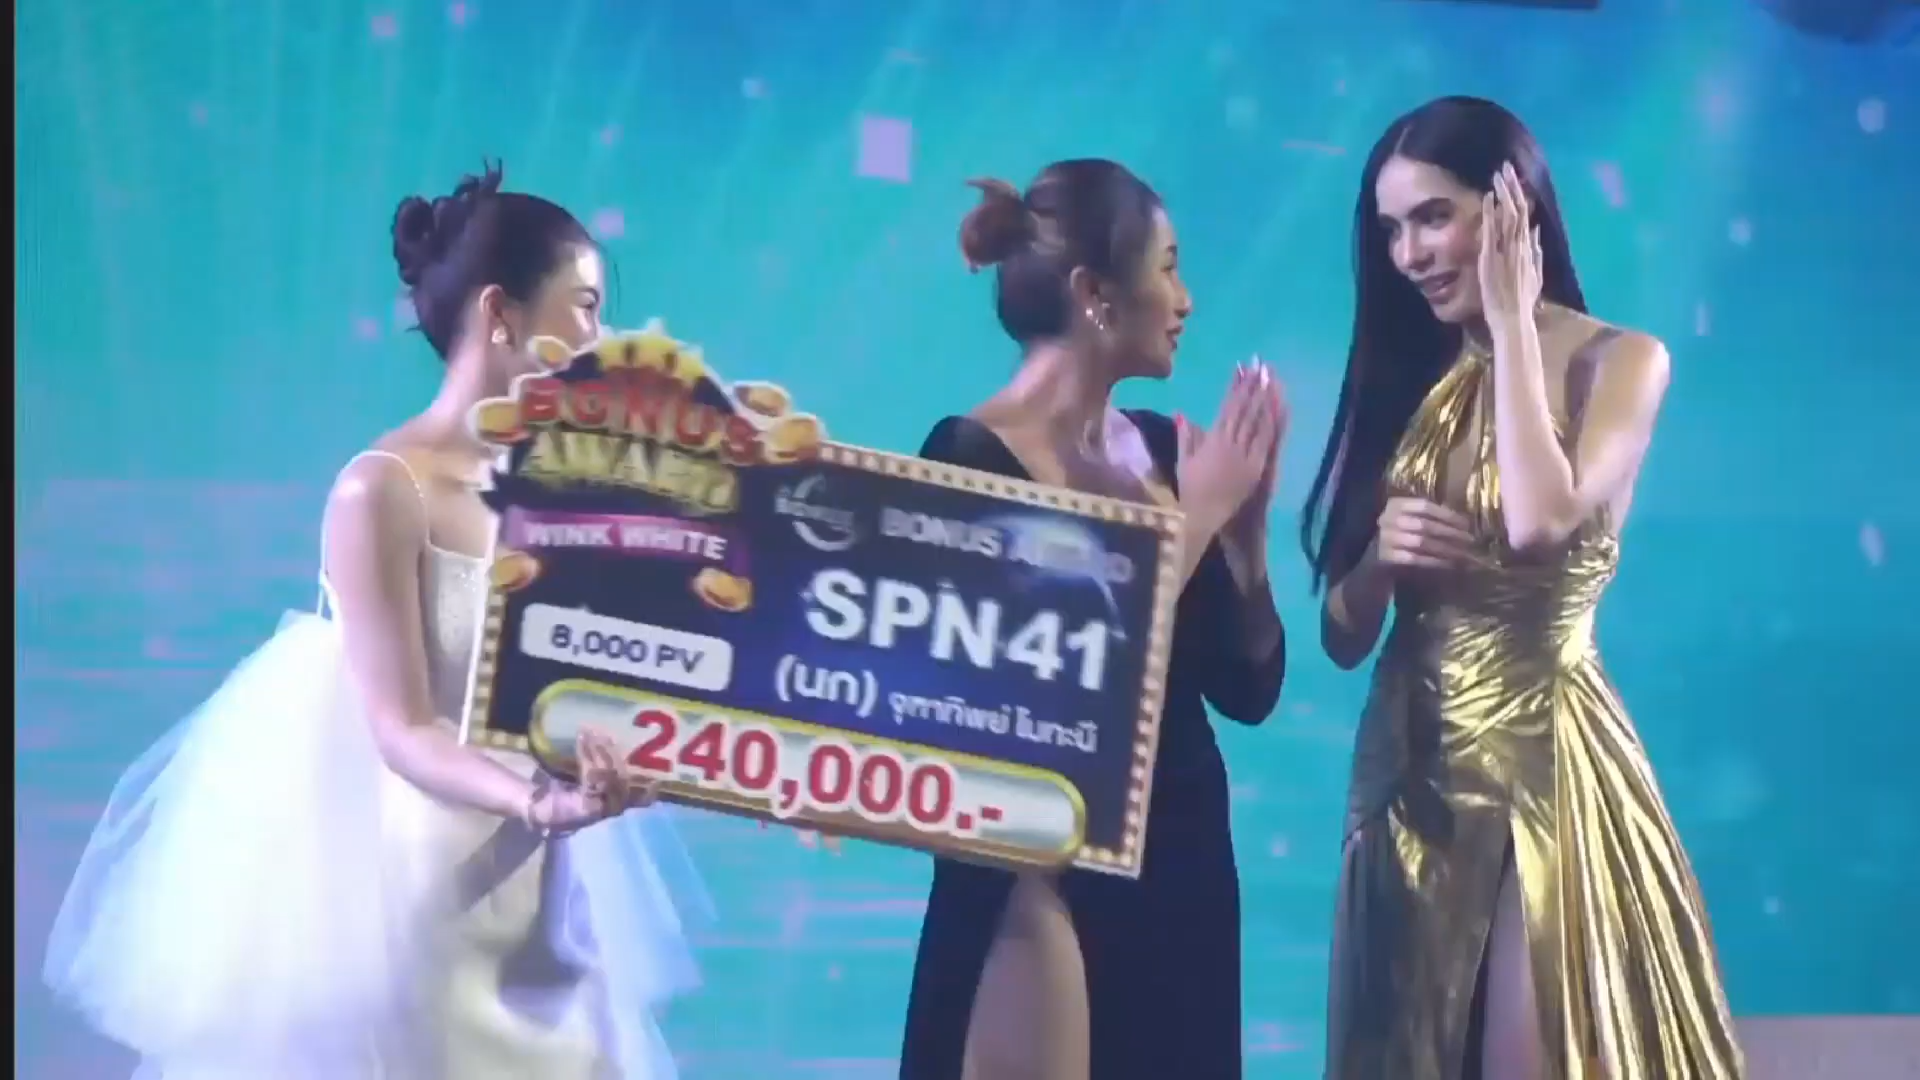 BONUS
AWARD
WINK WHITE
BONUS AWARD
SPN41
8,000 PV
(นก) จุฑาทิพย์ โมทะนี
240,000.-